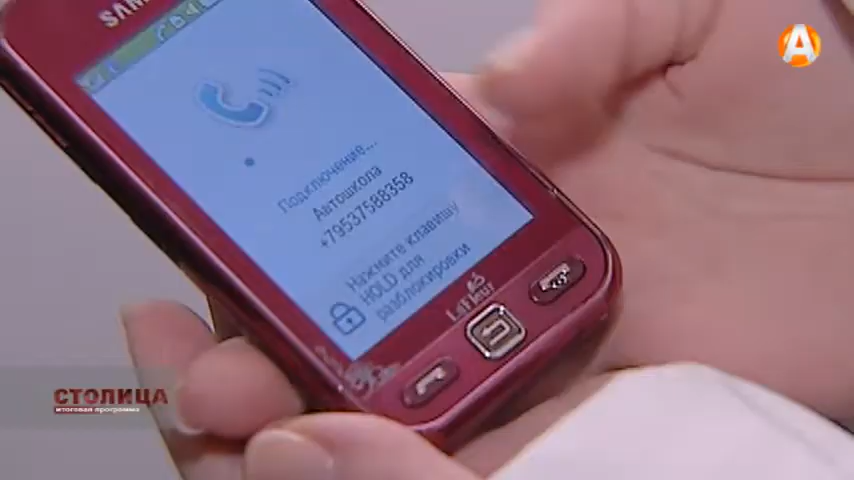 SAMS
A
Подключение...
Автошкола
+79537588358
Нажмите клавишу
HOLD для
разблокировки
LaFleur
СТОЛИЦА
итоговая программа